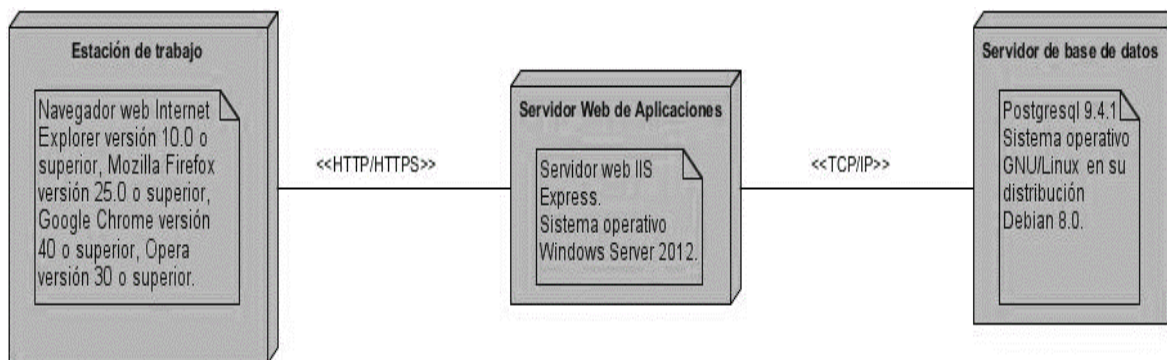 Estación de trabajo
Navegador web Internet
Explorer versión 10.0 o
superior, Mozilla Firefox
versión 25.0 o superior,
Google Chrome versión
40 o superior, Opera
versión 30 o superior.
<<HTTP/HTTPS>>
Servidor Web de Aplicaciones
Servidor web IIS
Express.
Sistema operativo
Windows Server 2012.
<<TCP/IP>>
Servidor de base de datos
Postgresql 9.4.1
Sistema operativo
GNU/Linux en su
distribución
Debian 8.0.